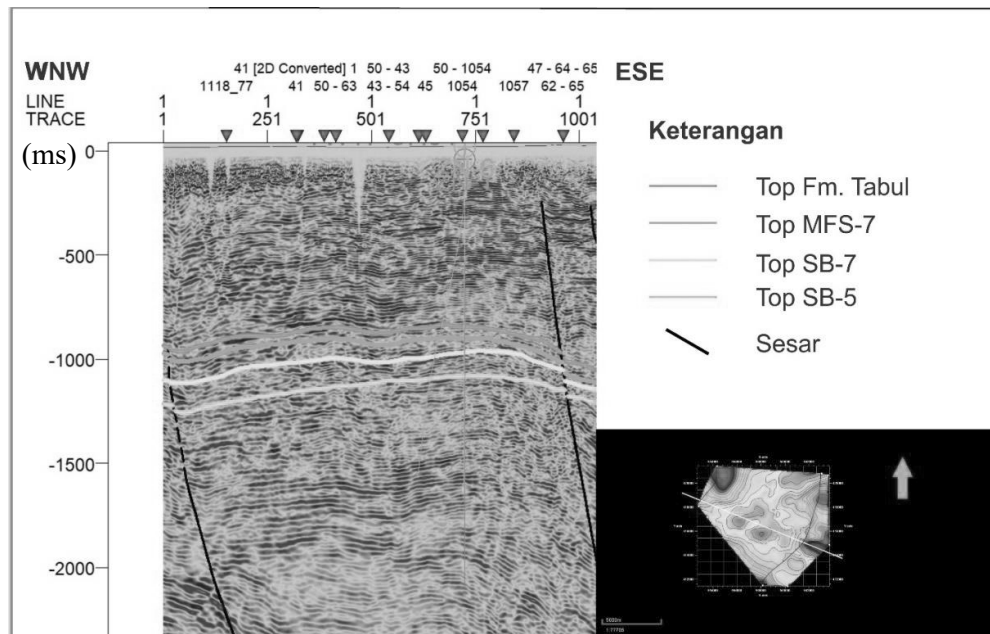 WNW
41 [2D Converted] 1 50 - 43 50 - 1054 47 - 64 - 65
ESE
1118_77 41 50 - 63 43 - 54 45 1054 1057 62 - 65
LINE 1 1 1 1 1
TRACE 1 251 501 751 1001
(ms)
0
-500
-1000
-1500
-2000
Keterangan
Top Fm. Tabul
Top MFS-7
Top SB-7
Top SB-5
Sesar